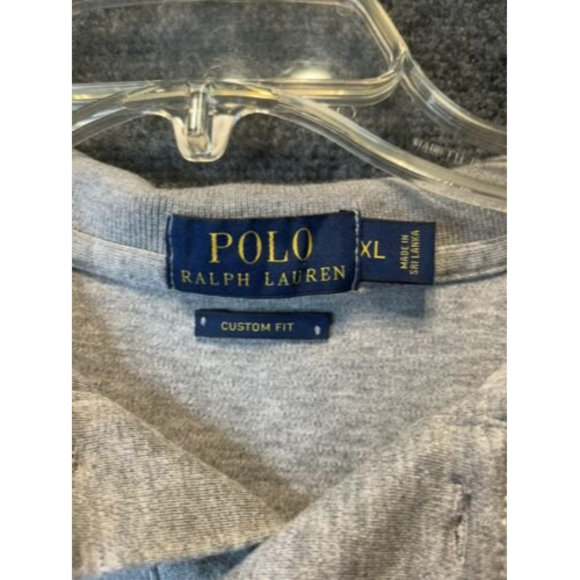 POLO
RALPH LAUREN
XL
MADE IN
SRI LANKA
CUSTOM FIT